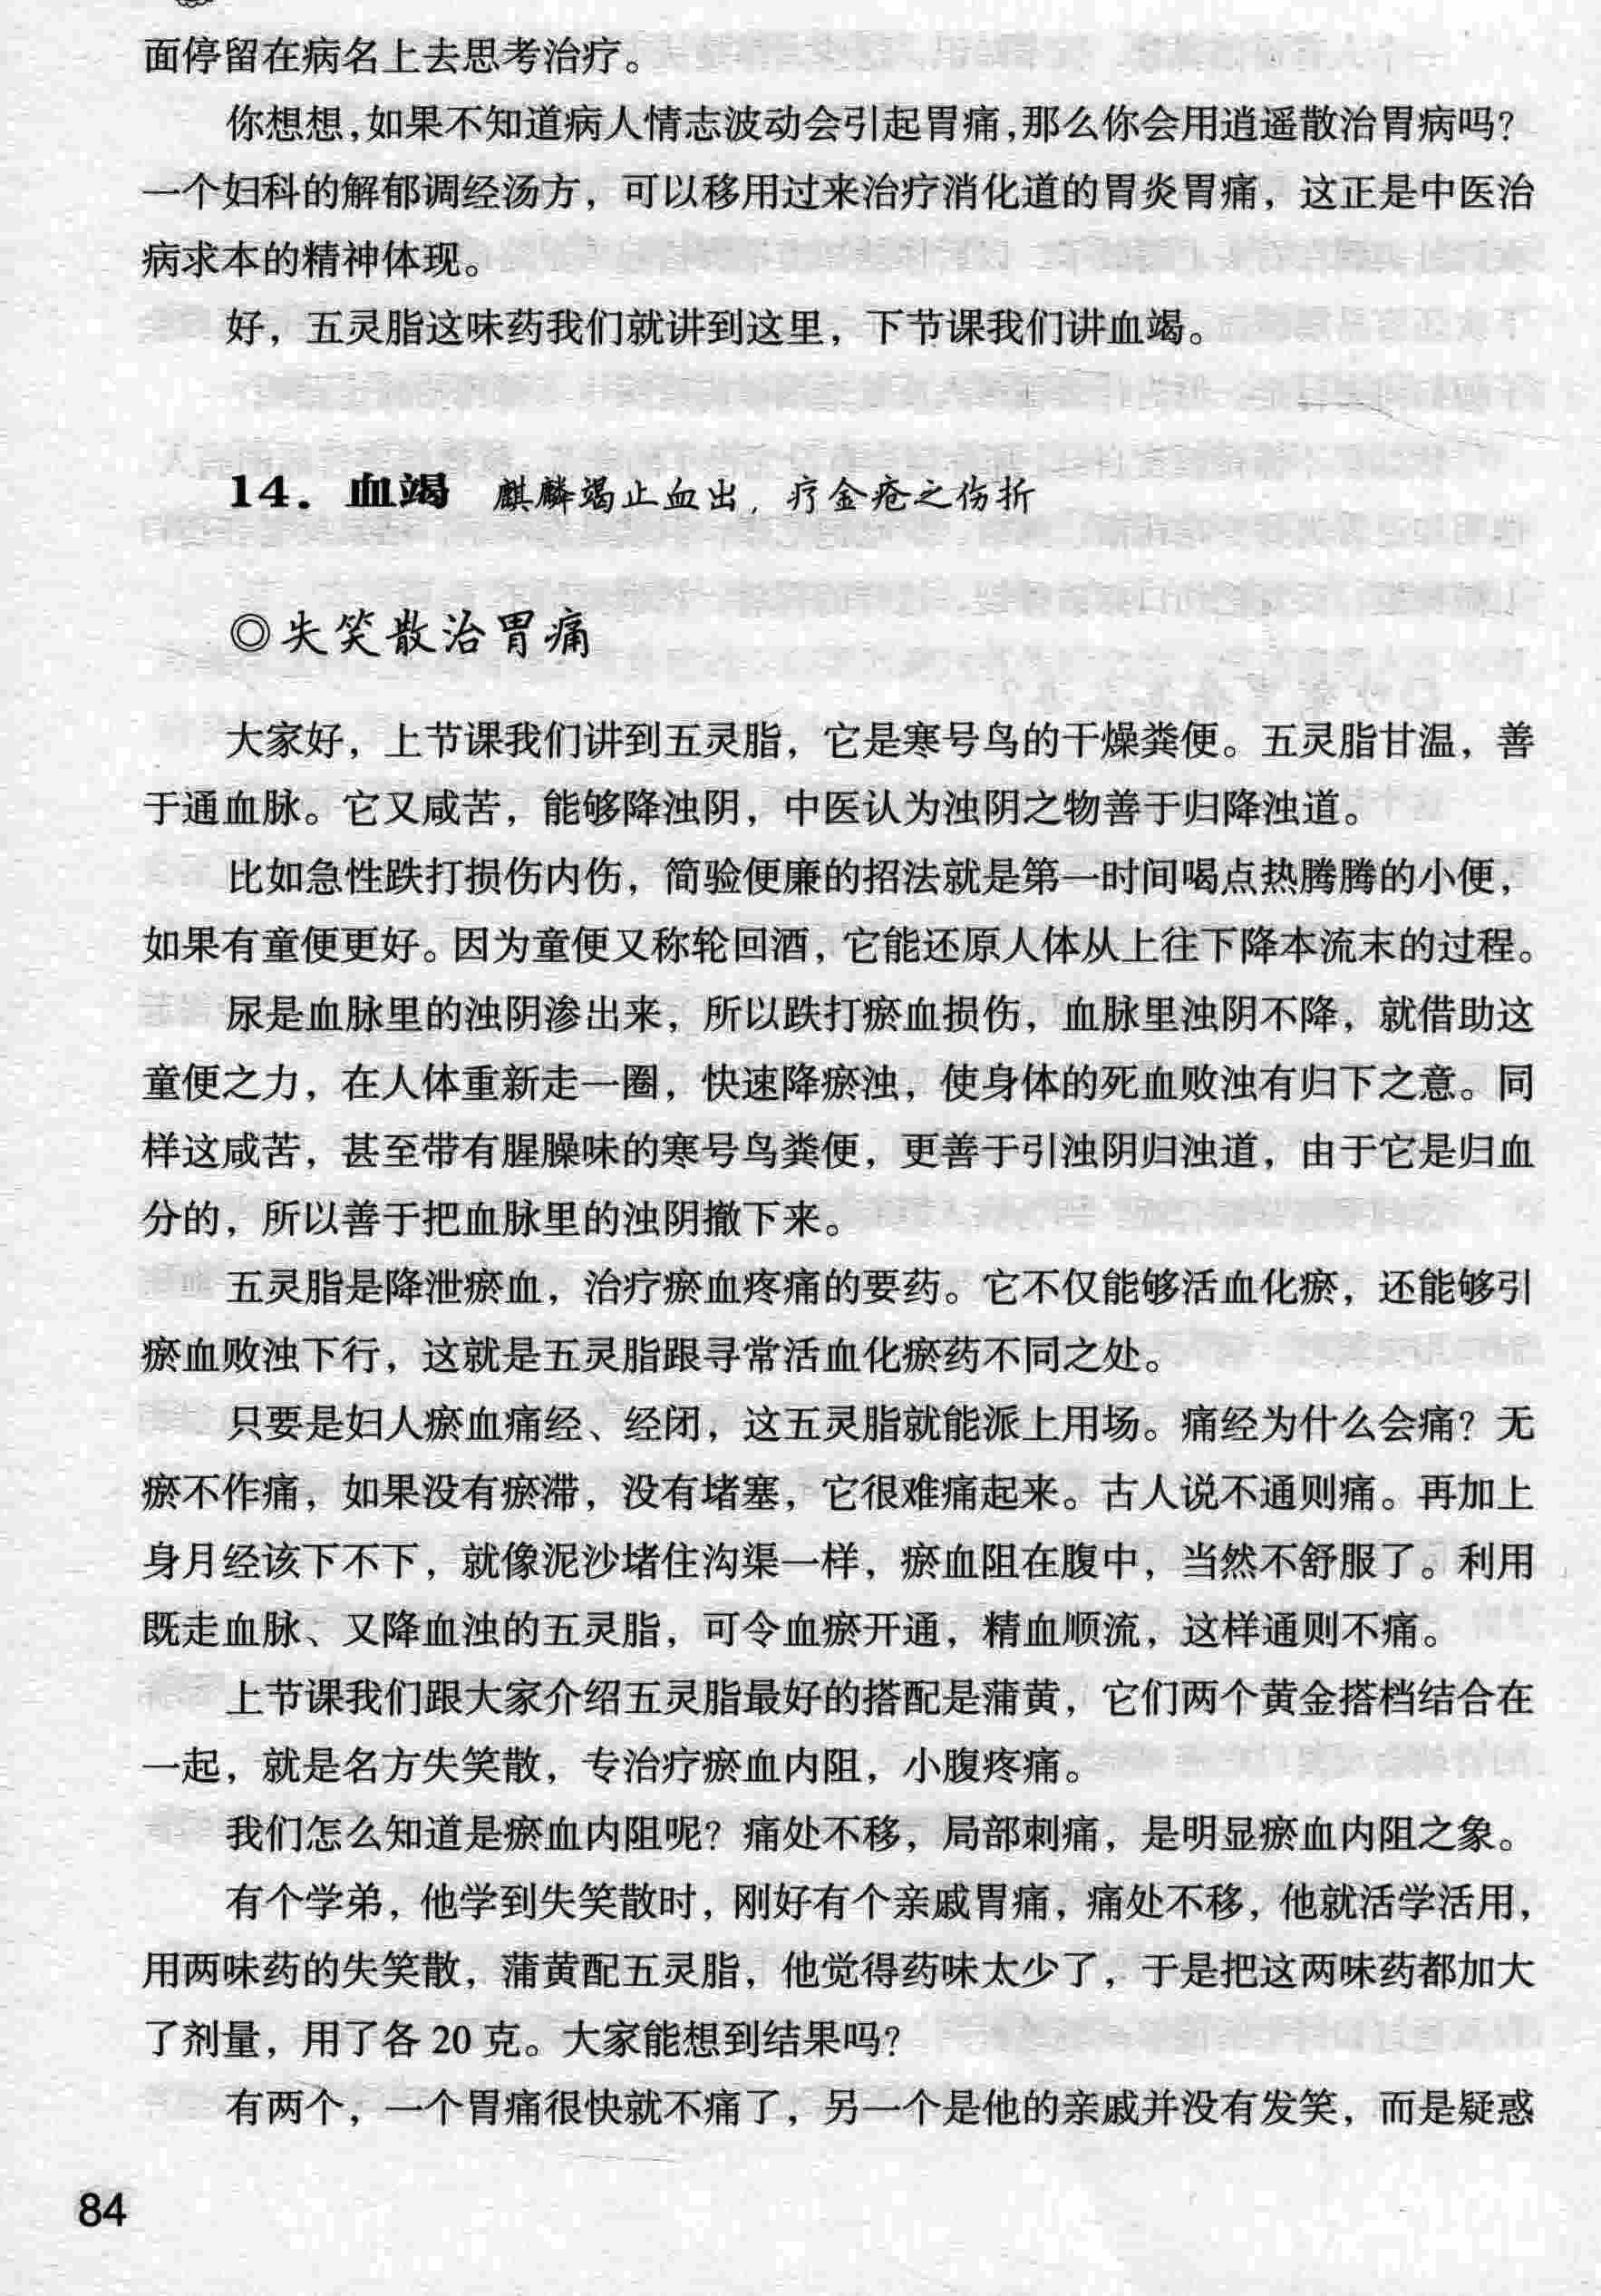 面停留在病名上去思考治疗。
你想想,如果不知道病人情志波动会引起胃痛,那么你会用逍遥散治胃病吗?
一个妇科的解郁调经汤方，可以移用过来治疗消化道的胃炎胃痛，这正是中医治
病求本的精神体现。
好，五灵脂这味药我们就讲到这里，下节课我们讲血竭。
14. 血竭 麒麟竭止血出，疗金疮之伤折
◎失笑散治胃痛
大家好，上节课我们讲到五灵脂，它是寒号鸟的干燥粪便。五灵脂甘温，善
于通血脉。它又咸苦，能够降浊阴，中医认为浊阴之物善于归降浊道。
比如急性跌打损伤内伤，简验便廉的招法就是第一时间喝点热腾腾的小便，
如果有童便更好。因为童便又称轮回酒，它能还原人体从上往下降本流末的过程。
尿是血脉里的浊阴渗出来，所以跌打瘀血损伤，血脉里浊阴不降，就借助这
童便之力，在人体重新走一圈，快速降瘀浊，使身体的死血败浊有归下之意。同
样这咸苦，甚至带有腥臊味的寒号鸟粪便，更善于引浊阴归浊道，由于它是归血
分的，所以善于把血脉里的浊阴撤下来。
五灵脂是降泄瘀血，治疗瘀血疼痛的要药。它不仅能够活血化瘀，还能够引
瘀血败浊下行，这就是五灵脂跟寻常活血化瘀药不同之处。
只要是妇人瘀血痛经、经闭，这五灵脂就能派上用场。痛经为什么会痛？无
瘀不作痛，如果没有瘀滞，没有堵塞，它很难痛起来。古人说不通则痛。再加上
身月经该下不下，就像泥沙堵住沟渠一样，瘀血阻在腹中，当然不舒服了。利用
既走血脉、又降血浊的五灵脂，可令血瘀开通，精血顺流，这样通则不痛。
上节课我们跟大家介绍五灵脂最好的搭配是蒲黄，它们两个黄金搭档结合在
一起，就是名方失笑散，专治疗瘀血内阻，小腹疼痛。
我们怎么知道是瘀血内阻呢？痛处不移，局部刺痛，是明显瘀血内阻之象。
有个学弟，他学到失笑散时，刚好有个亲戚胃痛，痛处不移，他就活学活用，
用两味药的失笑散，蒲黄配五灵脂，他觉得药味太少了，于是把这两味药都加大
了剂量，用了各 20 克。大家能想到结果吗？
有两个，一个胃痛很快就不痛了，另一个是他的亲戚并没有发笑，而是疑惑
84